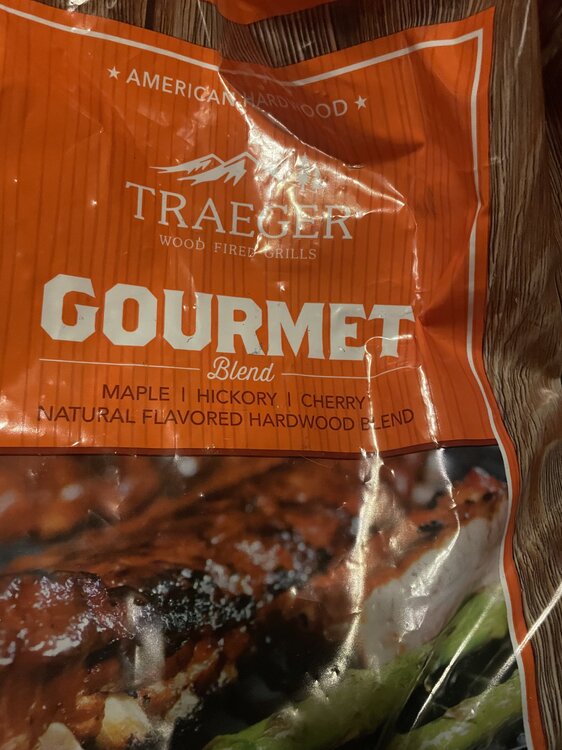 AMERICAN HARDWOOD
TRAEGER
WOOD FIRED GRILLS
GOURMET
Blend
MAPLE | HICKORY | CHERRY
NATURAL FLAVORED HARDWOOD BLEND